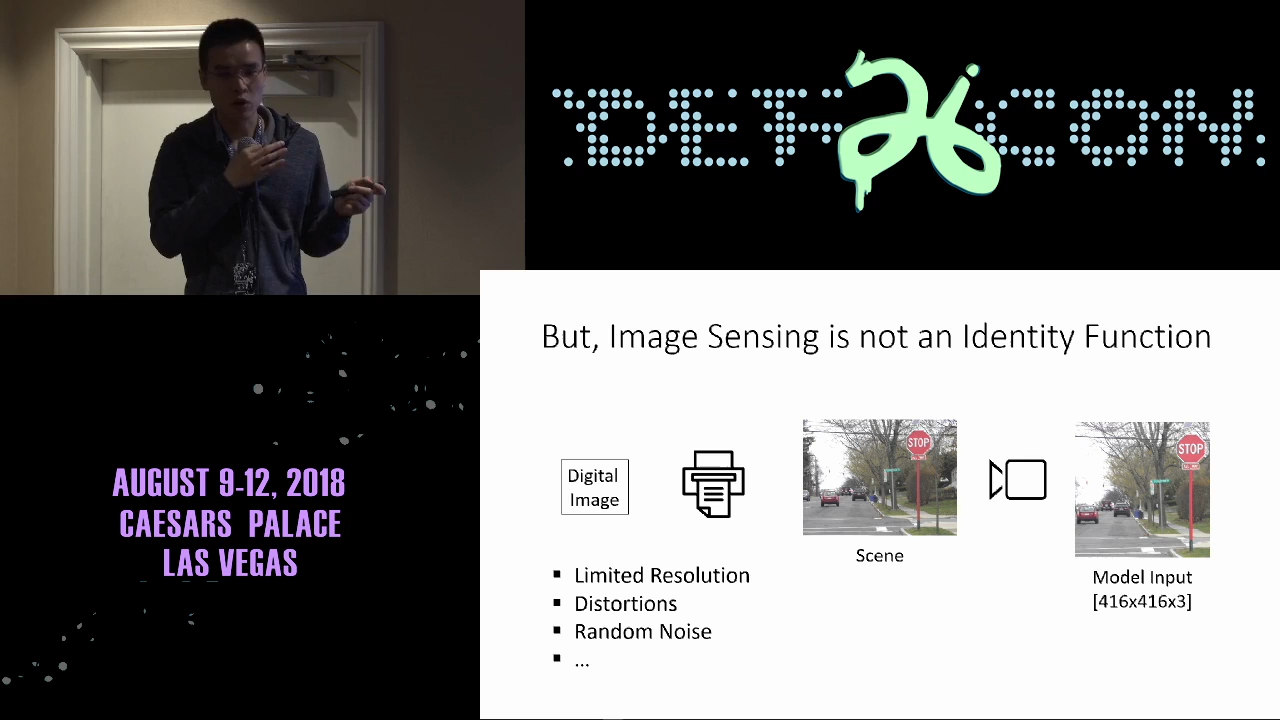 DEF 26 CON
AUGUST 9-12, 2018
CAESARS PALACE
LAS VEGAS
But, Image Sensing is not an Identity Function
Digital
Image
STOP
Scene
STOP
Model Input
[416x416x3]
▪ Limited Resolution
▪ Distortions
▪ Random Noise
▪ ...